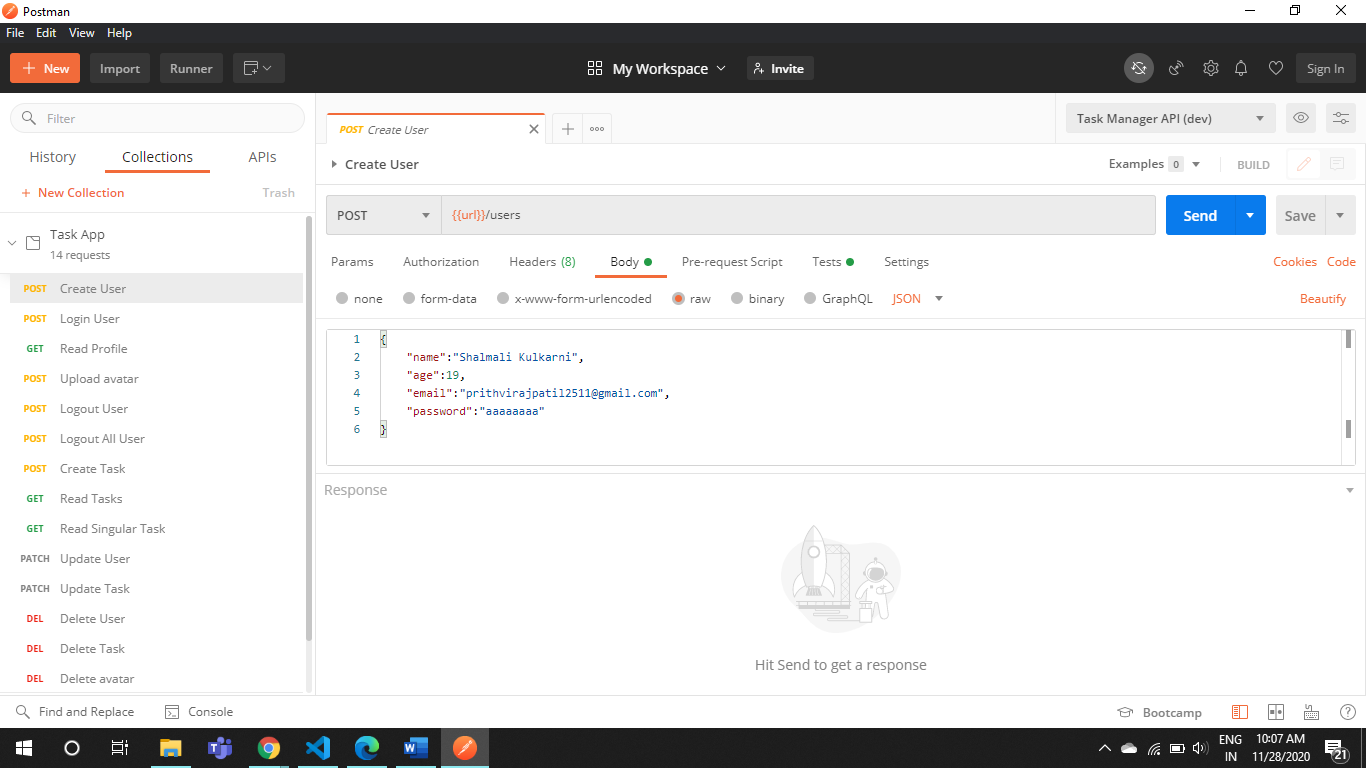 Postman
File Edit View Help
New Import Runner My Workspace Invite Sign In
Filter
History Collections APIs
New Collection Trash
Task App
14 requests
POST Create User
POST Login User
GET Read Profile
POST Upload avatar
POST Logout User
POST Logout All User
POST Create Task
GET Read Tasks
GET Read Singular Task
PATCH Update User
PATCH Update Task
DEL Delete User
DEL Delete Task
DEL Delete avatar
POST Create User
Task Manager API (dev)
Create User
Examples 0 BUILD
POST {{url}}/users Send Save
Params Authorization Headers (8) Body Pre-request Script Tests Settings Cookies Code
none form-data x-www-form-urlencoded raw binary GraphQL JSON Beautify
1 {
2 "name":"Shalmali Kulkarni",
3 "age":19,
4 "email":"prithvirajpatil2511@gmail.com",
5 "password":"aaaaaaaa"
6 }
Response
Hit Send to get a response
Find and Replace Console Bootcamp
ENG
IN
10:07 AM
11/28/2020
21